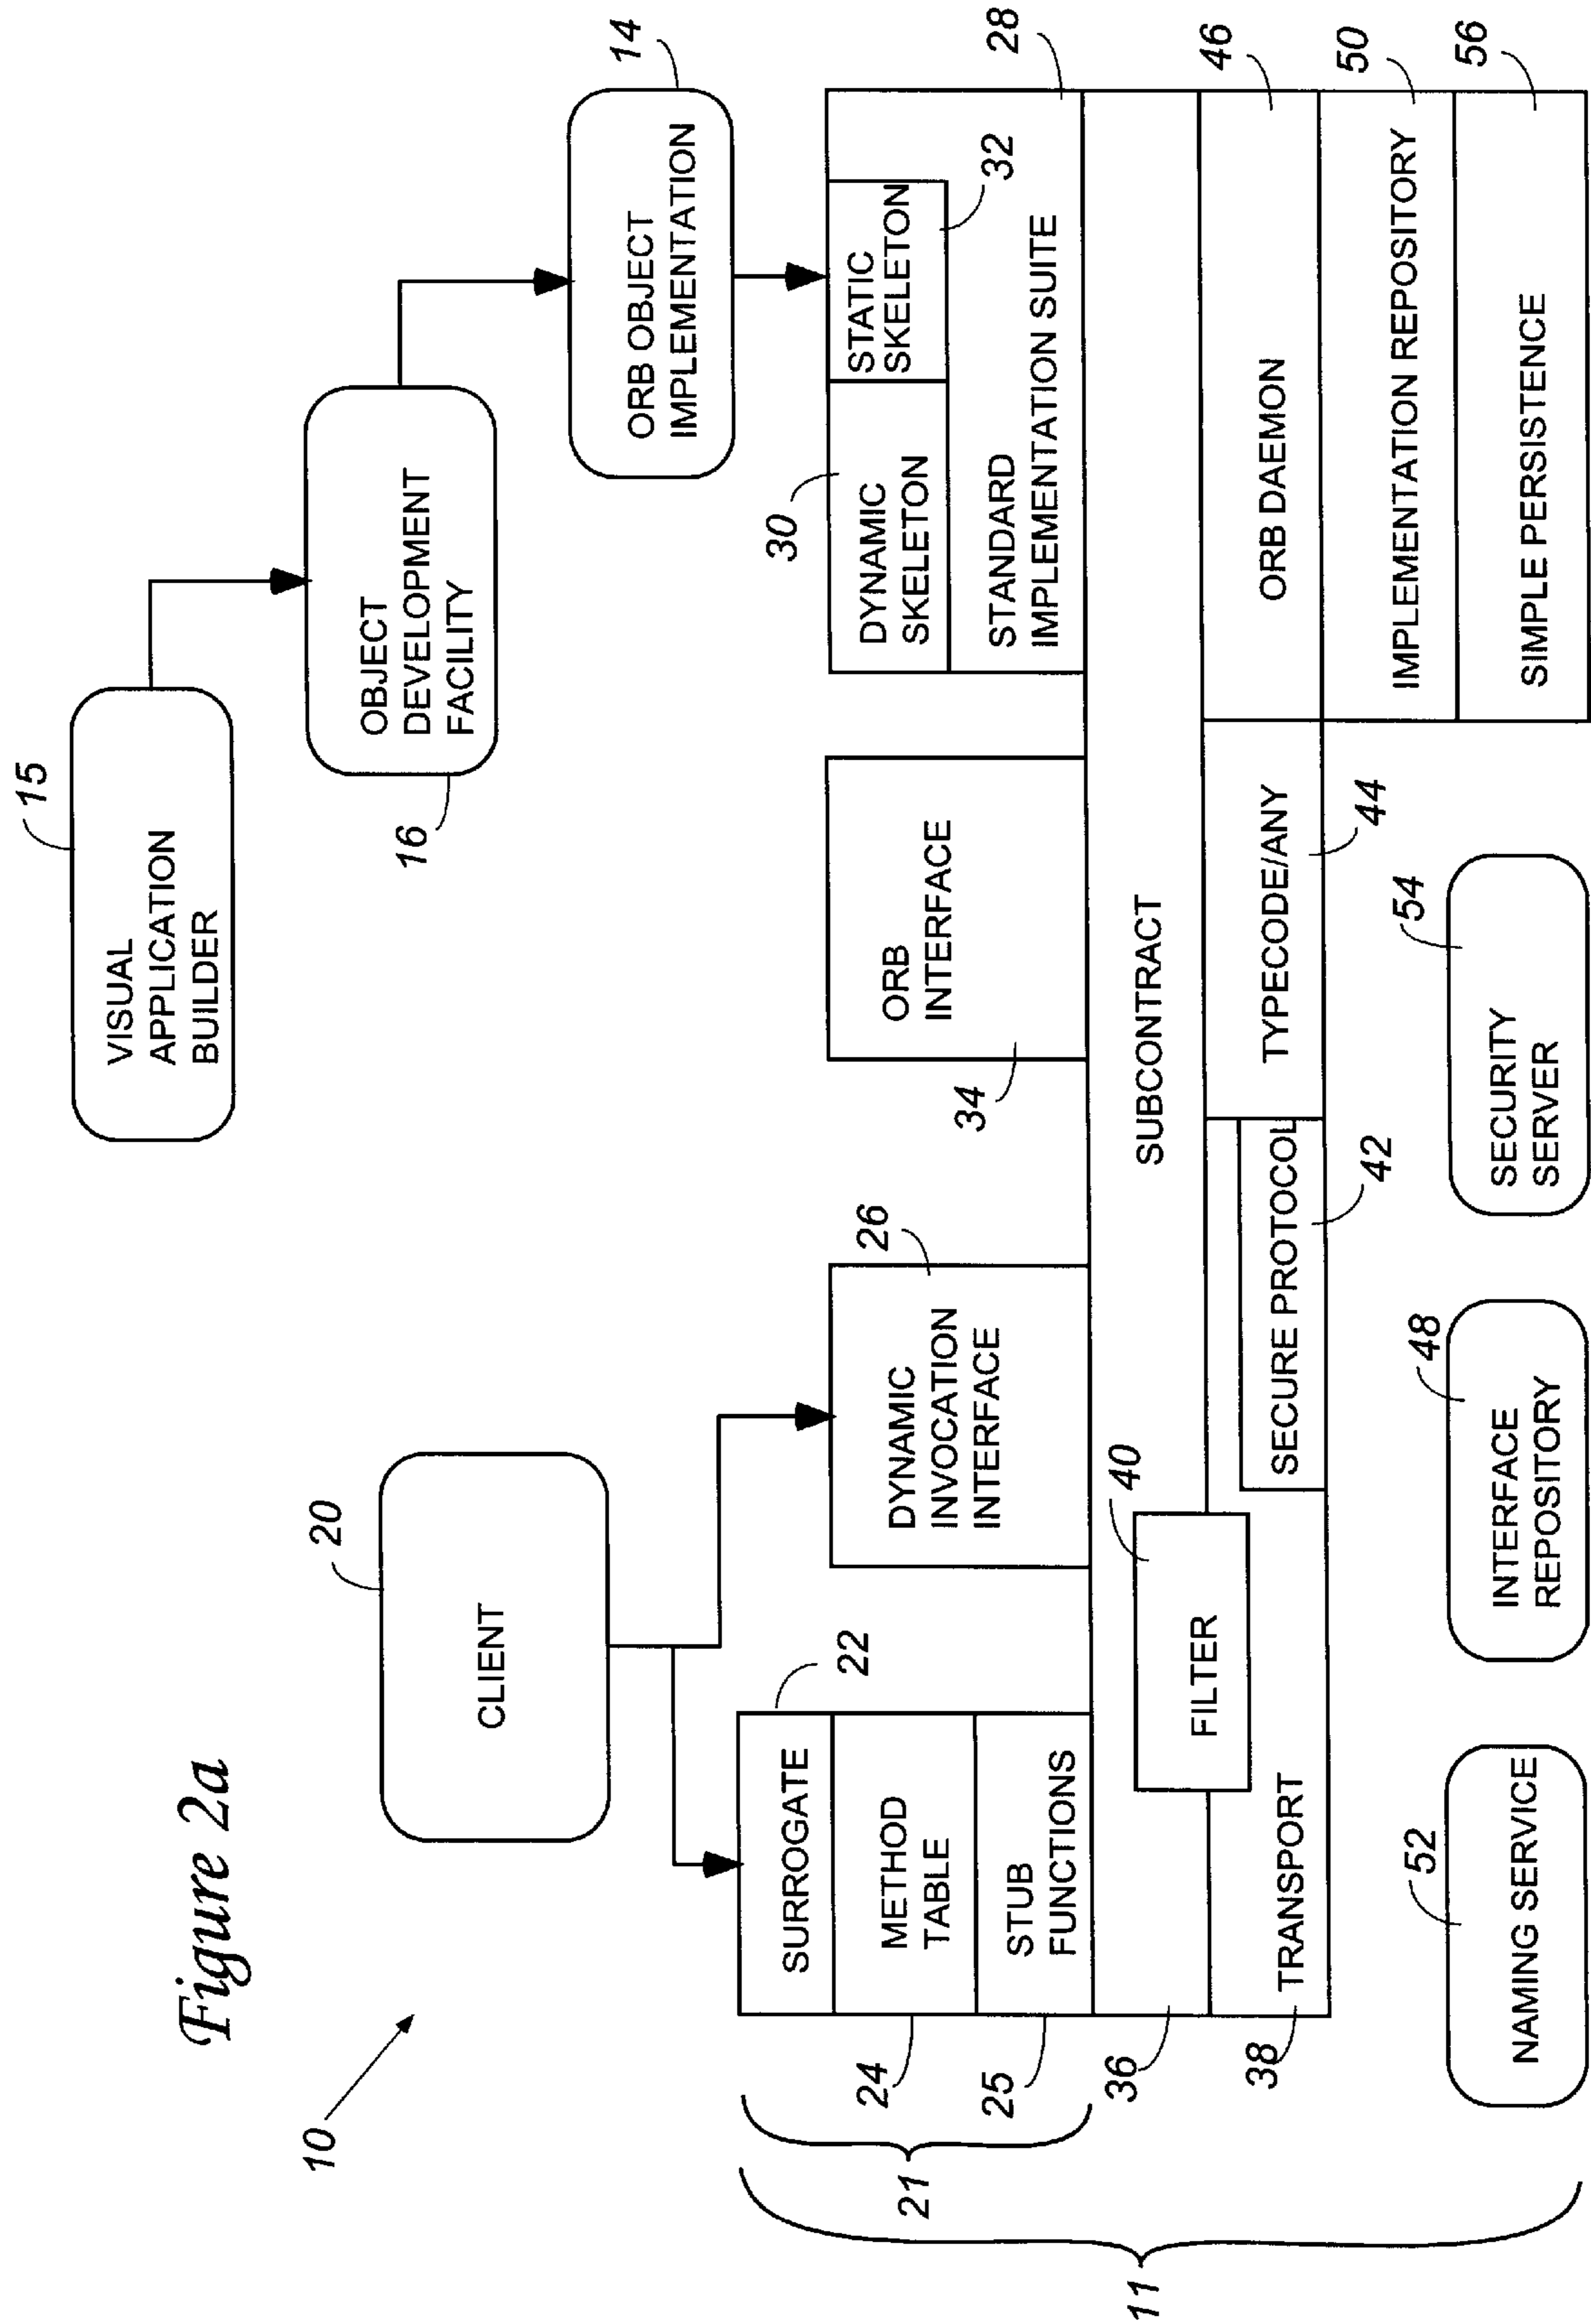 Figure 2a
10
15
VISUAL
APPLICATION
BUILDER
16
OBJECT
DEVELOPMENT
FACILITY
14
ORB OBJECT
IMPLEMENTATION
20
CLIENT
21
11
SURROGATE
22
METHOD
TABLE
24
STUB
FUNCTIONS
25
26
DYNAMIC
INVOCATION
INTERFACE
ORB
INTERFACE
34
30
DYNAMIC
SKELETON
STATIC
SKELETON
32
STANDARD
IMPLEMENTATION SUITE
28
36
SUBCONTRACT
40
FILTER
38
TRANSPORT
SECURE PROTOCOL
42
TYPECODE/ANY
44
ORB DAEMON
46
IMPLEMENTATION REPOSITORY
50
SIMPLE PERSISTENCE
56
52
NAMING SERVICE
48
INTERFACE
REPOSITORY
54
SECURITY
SERVER